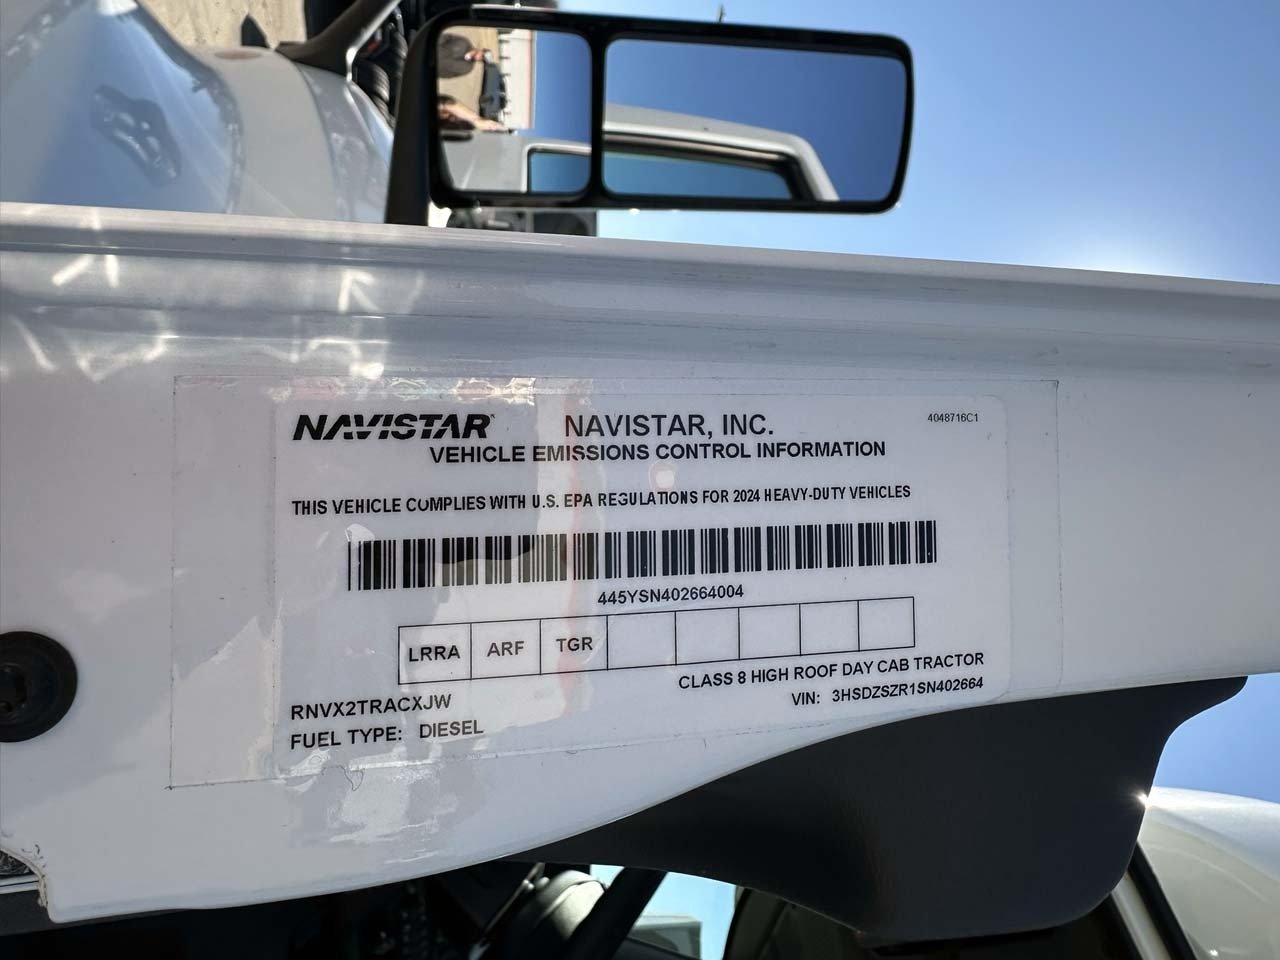 NAVISTAR NAVISTAR, INC. 4048716C1
VEHICLE EMISSIONS CONTROL INFORMATION
THIS VEHICLE COMPLIES WITH U.S. EPA REGULATIONS FOR 2024 HEAVY-DUTY VEHICLES
445YSN402664004
LRRA ARF TGR
CLASS 8 HIGH ROOF DAY CAB TRACTOR
RNVX2TRACXJW VIN: 3HSDZSZR1SN402664
FUEL TYPE: DIESEL